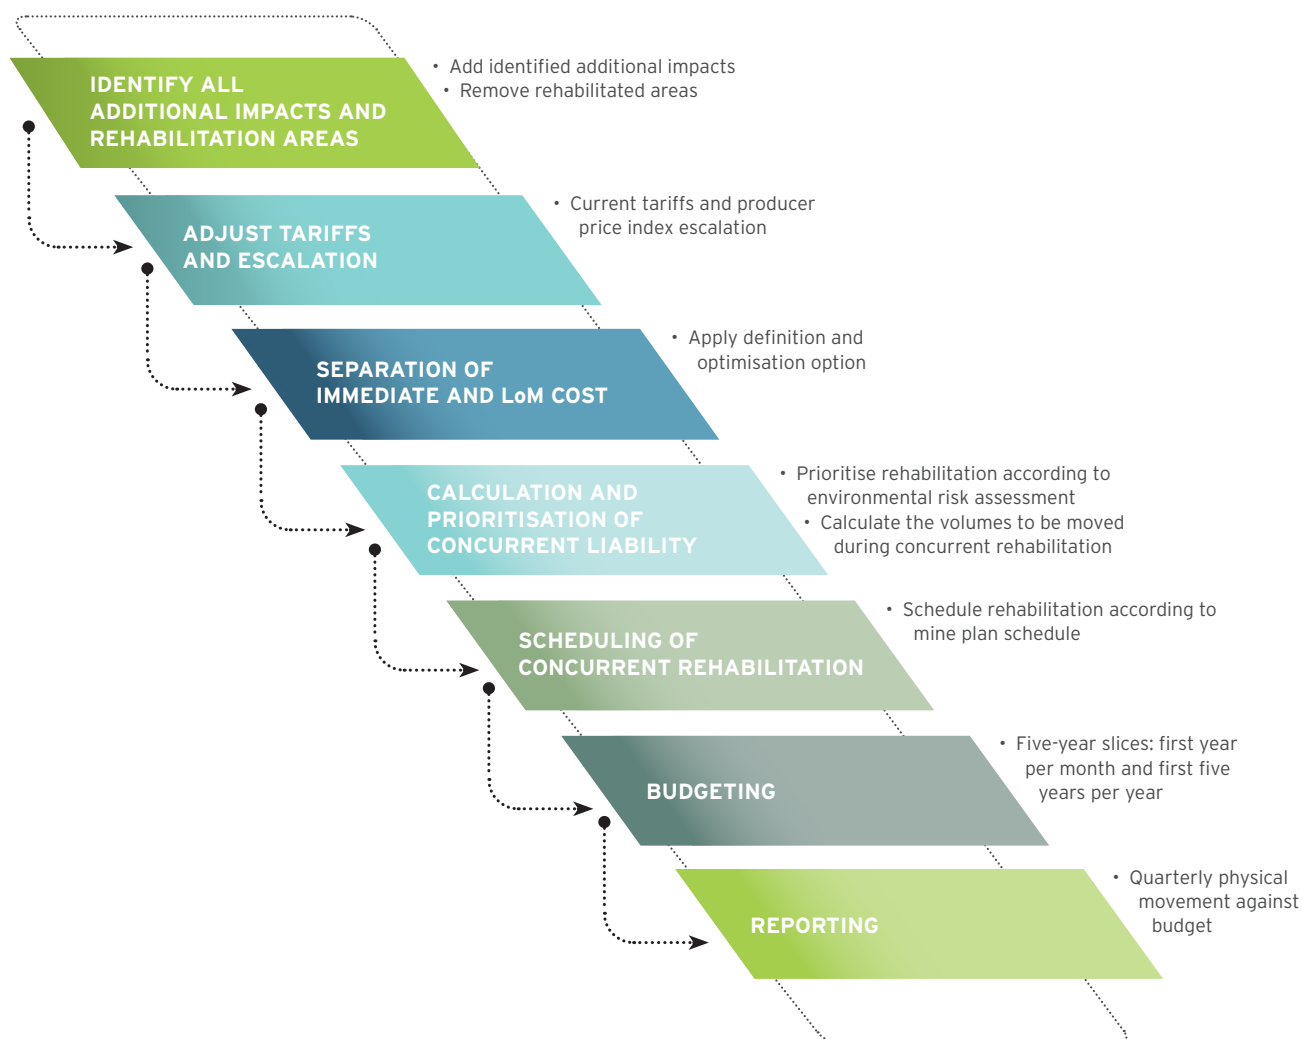 IDENTIFY ALL
ADDITIONAL IMPACTS AND
REHABILITATION AREAS
• Add identified additional impacts
• Remove rehabilitated areas
ADJUST TARIFFS
AND ESCALATION
• Current tariffs and producer
price index escalation
SEPARATION OF
IMMEDIATE AND LoM COST
• Apply definition and
optimisation option
CALCULATION AND
PRIORITISATION OF
CONCURRENT LIABILITY
• Prioritise rehabilitation according to
environmental risk assessment
• Calculate the volumes to be moved
during concurrent rehabilitation
SCHEDULING OF
CONCURRENT REHABILITATION
• Schedule rehabilitation according to
mine plan schedule
BUDGETING
• Five-year slices: first year
per month and first five
years per year
REPORTING
• Quarterly physical
movement against
budget